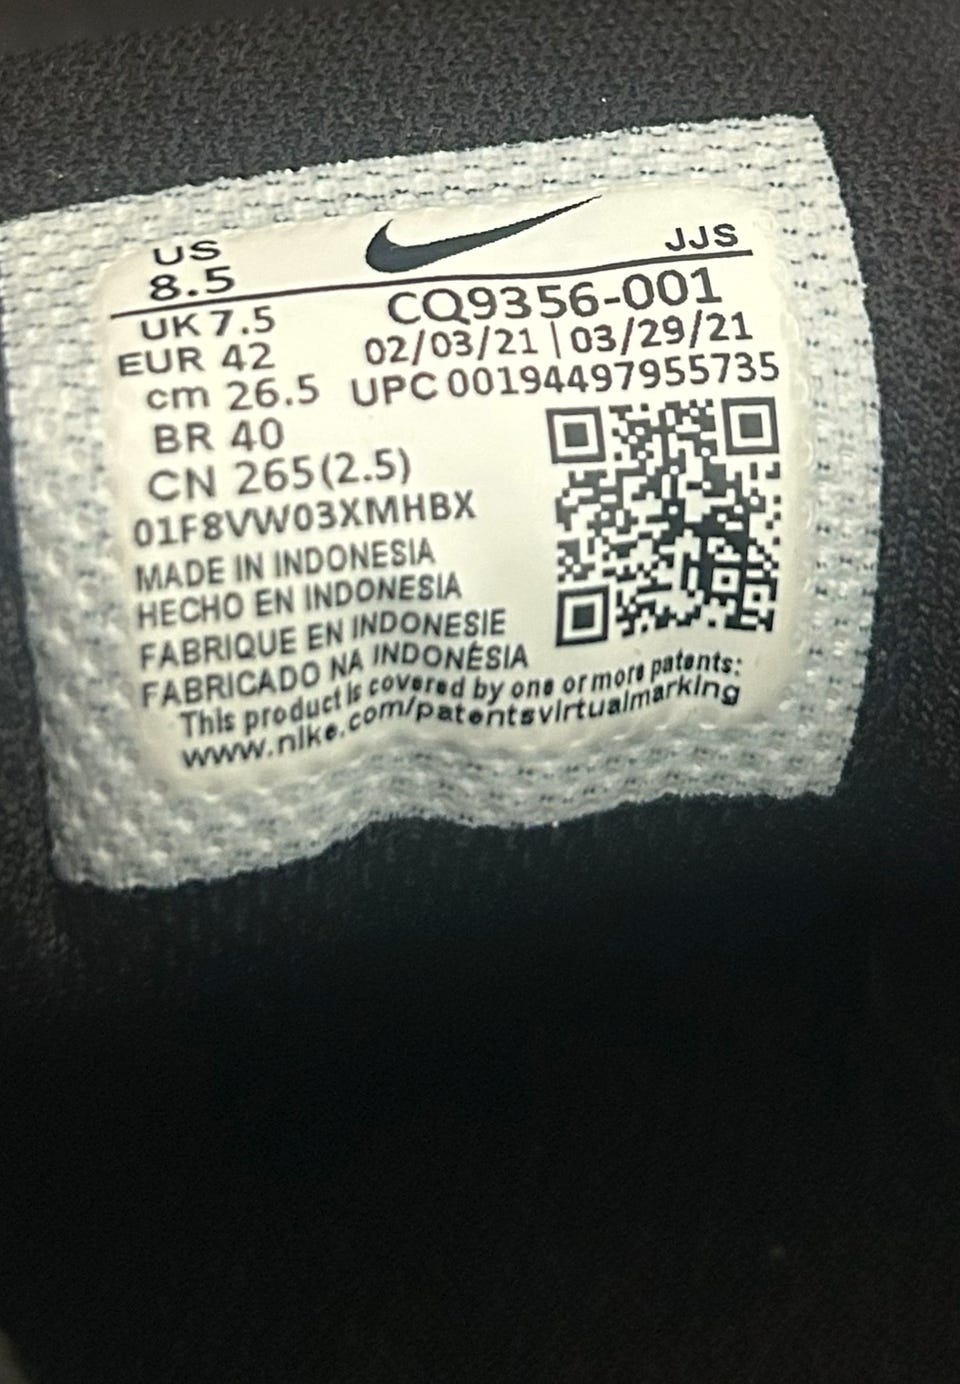 US
8.5
JJS
UK 7.5
CQ9356-001
EUR 42
02/03/21 | 03/29/21
cm 26.5
UPC 00194497955735
BR 40
CN 265(2.5)
01F8VW03XMHBX
MADE IN INDONESIA
HECHO EN INDONESIA
FABRIQUE EN INDONESIE
FABRICADO NA INDONÉSIA
This product is covered by one or more patents:
www.nike.com/patentsvirtualmarking